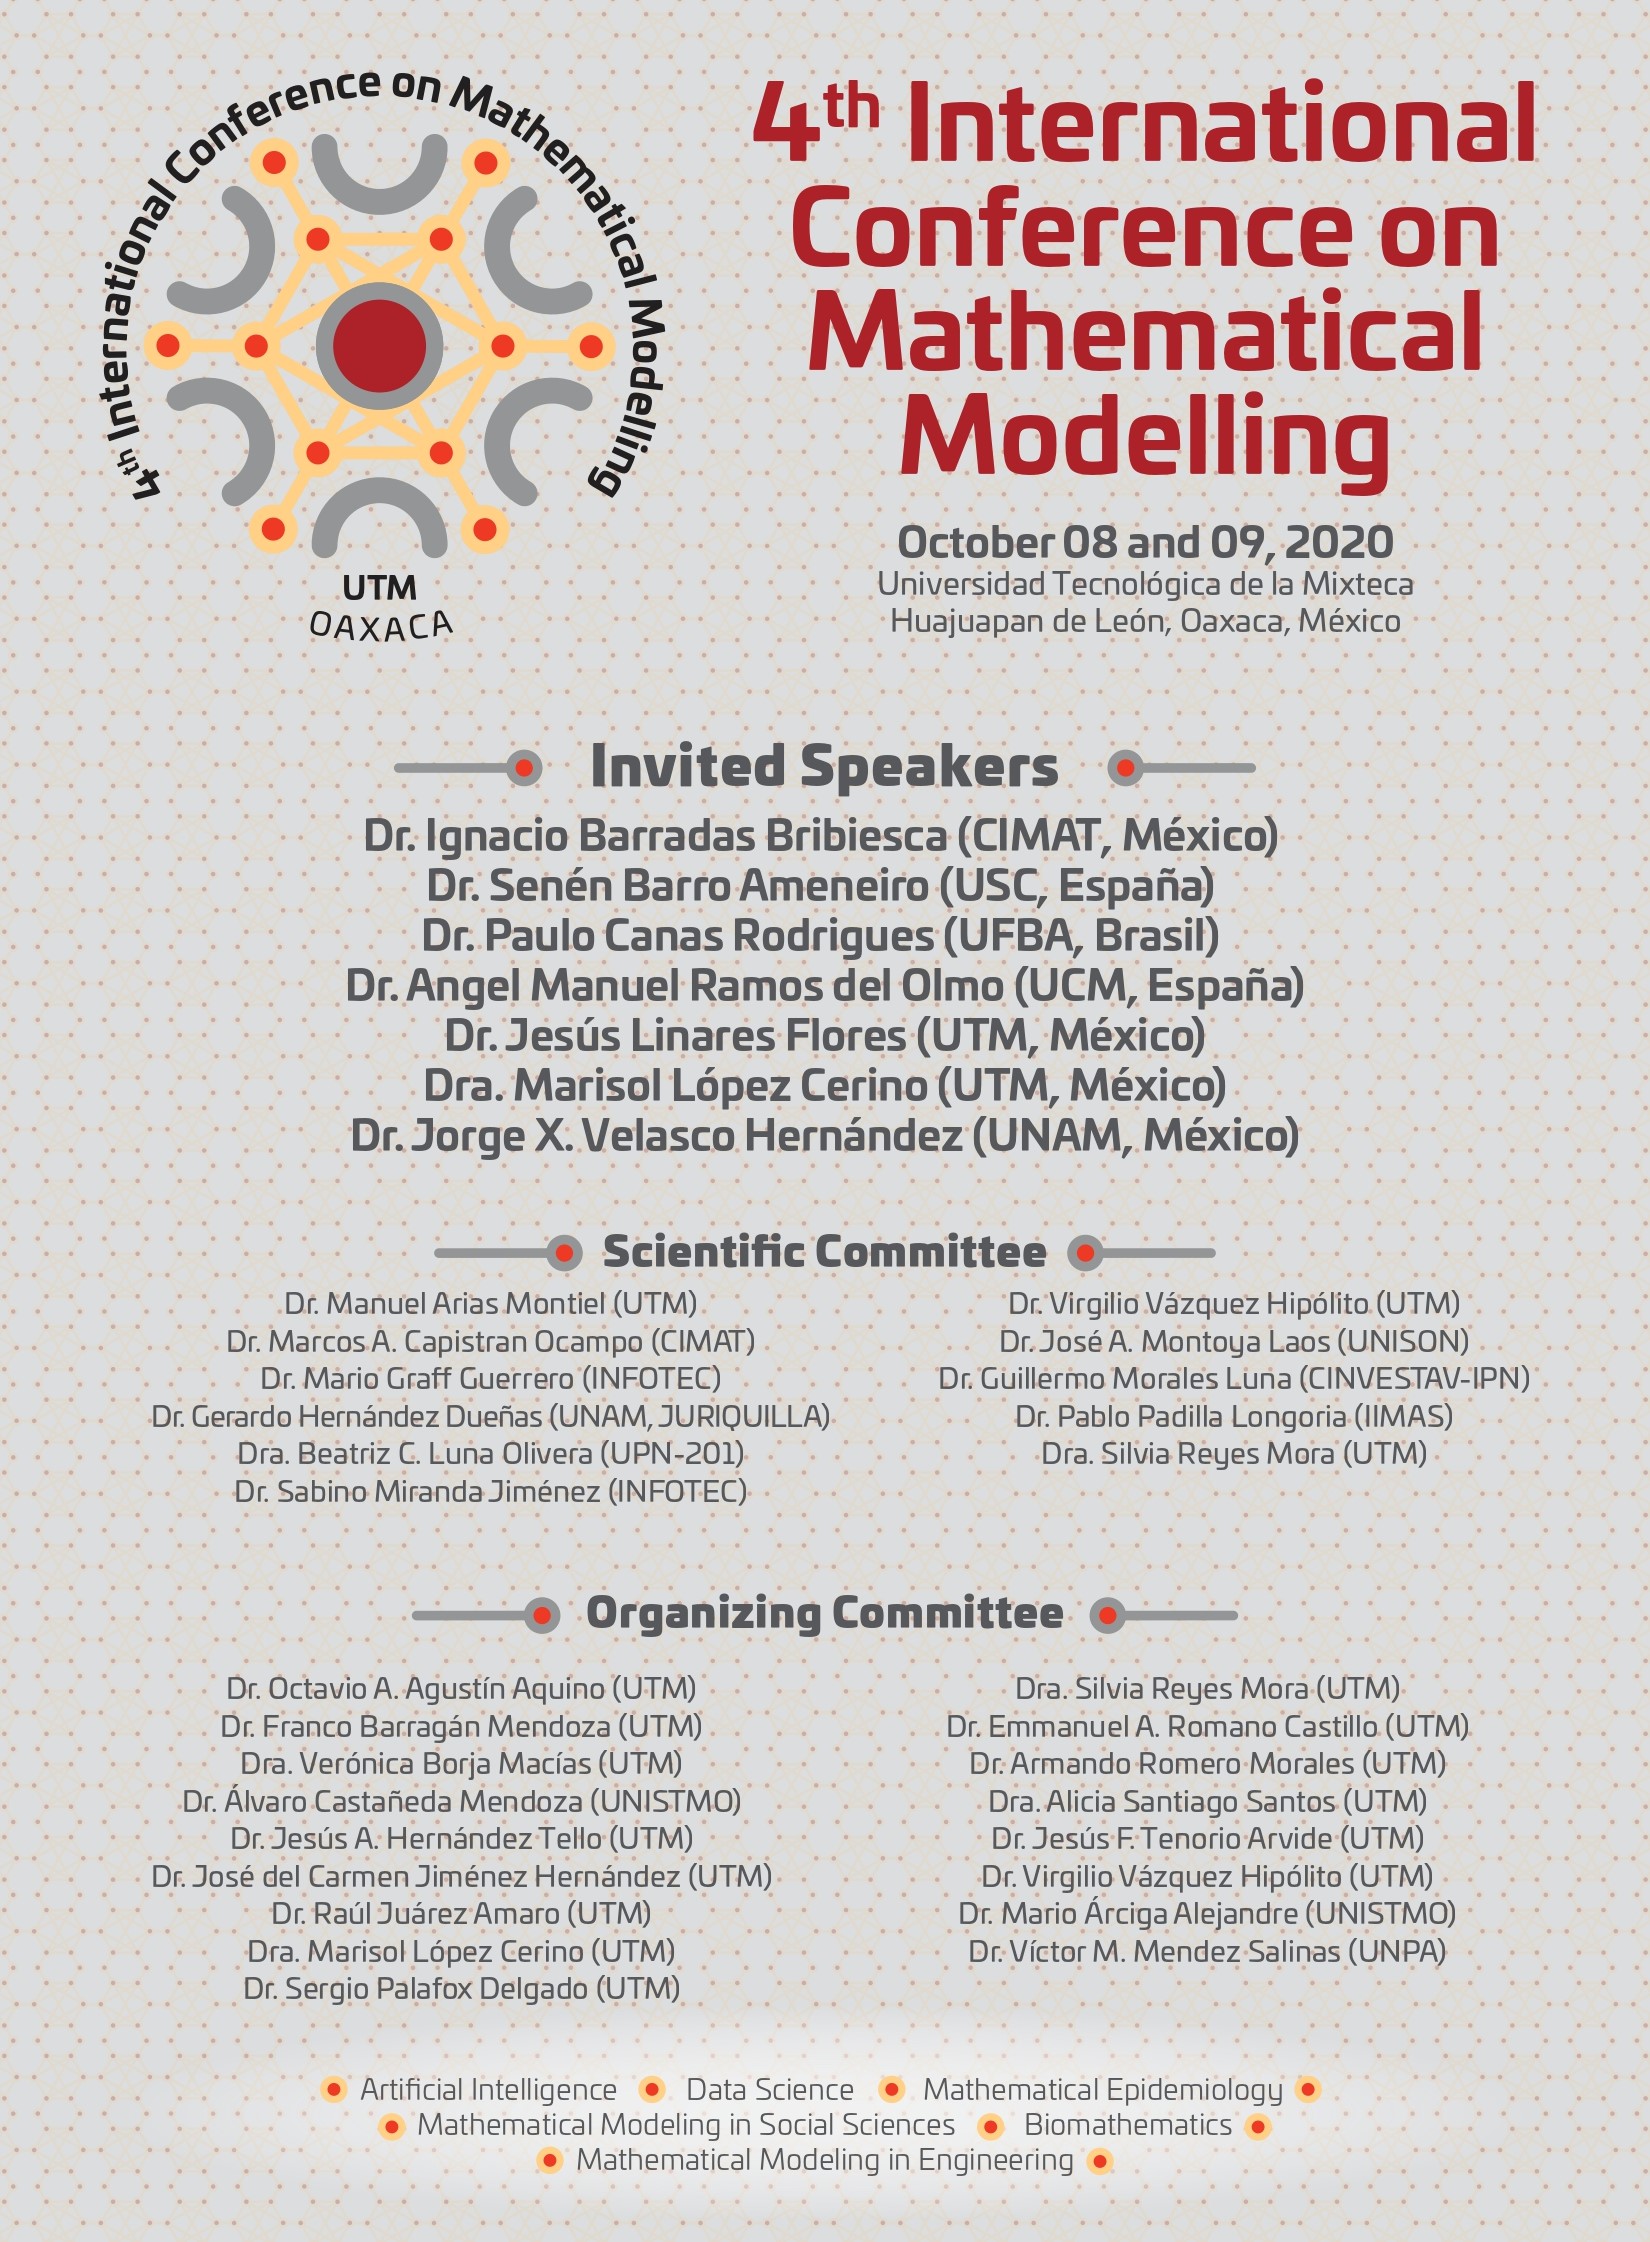 4th International Conference on Mathematical Modelling
UTM
OAXACA
4th International
Conference on
Mathematical
Modelling
October 08 and 09, 2020
Universidad Tecnológica de la Mixteca
Huajuapan de León, Oaxaca, México
Invited Speakers
Dr. Ignacio Barradas Bribiesca (CIMAT, México)
Dr. Senén Barro Ameneiro (USC, España)
Dr. Paulo Canas Rodrigues (UFBA, Brasil)
Dr. Angel Manuel Ramos del Olmo (UCM, España)
Dr. Jesús Linares Flores (UTM, México)
Dra. Marisol López Cerino (UTM, México)
Dr. Jorge X. Velasco Hernández (UNAM, México)
Scientific Committee
Dr. Manuel Arias Montiel (UTM)
Dr. Marcos A. Capistran Ocampo (CIMAT)
Dr. Mario Graff Guerrero (INFOTEC)
Dr. Gerardo Hernández Dueñas (UNAM, JURIQUILLA)
Dra. Beatriz C. Luna Olivera (UPN-201)
Dr. Sabino Miranda Jiménez (INFOTEC)
Dr. Virgilio Vázquez Hipólito (UTM)
Dr. José A. Montoya Laos (UNISON)
Dr. Guillermo Morales Luna (CINVESTAV-IPN)
Dr. Pablo Padilla Longoria (IIMAS)
Dra. Silvia Reyes Mora (UTM)
Organizing Committee
Dr. Octavio A. Agustín Aquino (UTM)
Dr. Franco Barragán Mendoza (UTM)
Dra. Verónica Borja Macías (UTM)
Dr. Álvaro Castañeda Mendoza (UNISTMO)
Dr. Jesús A. Hernández Tello (UTM)
Dr. José del Carmen Jiménez Hernández (UTM)
Dr. Raúl Juárez Amaro (UTM)
Dra. Marisol López Cerino (UTM)
Dr. Sergio Palafox Delgado (UTM)
Dra. Silvia Reyes Mora (UTM)
Dr. Emmanuel A. Romano Castillo (UTM)
Dr. Armando Romero Morales (UTM)
Dra. Alicia Santiago Santos (UTM)
Dr. Jesús F. Tenorio Arvide (UTM)
Dr. Virgilio Vázquez Hipólito (UTM)
Dr. Mario Árciga Alejandre (UNISTMO)
Dr. Víctor M. Mendez Salinas (UNPA)
Artificial Intelligence Data Science Mathematical Epidemiology
Mathematical Modeling in Social Sciences Biomathematics
Mathematical Modeling in Engineering